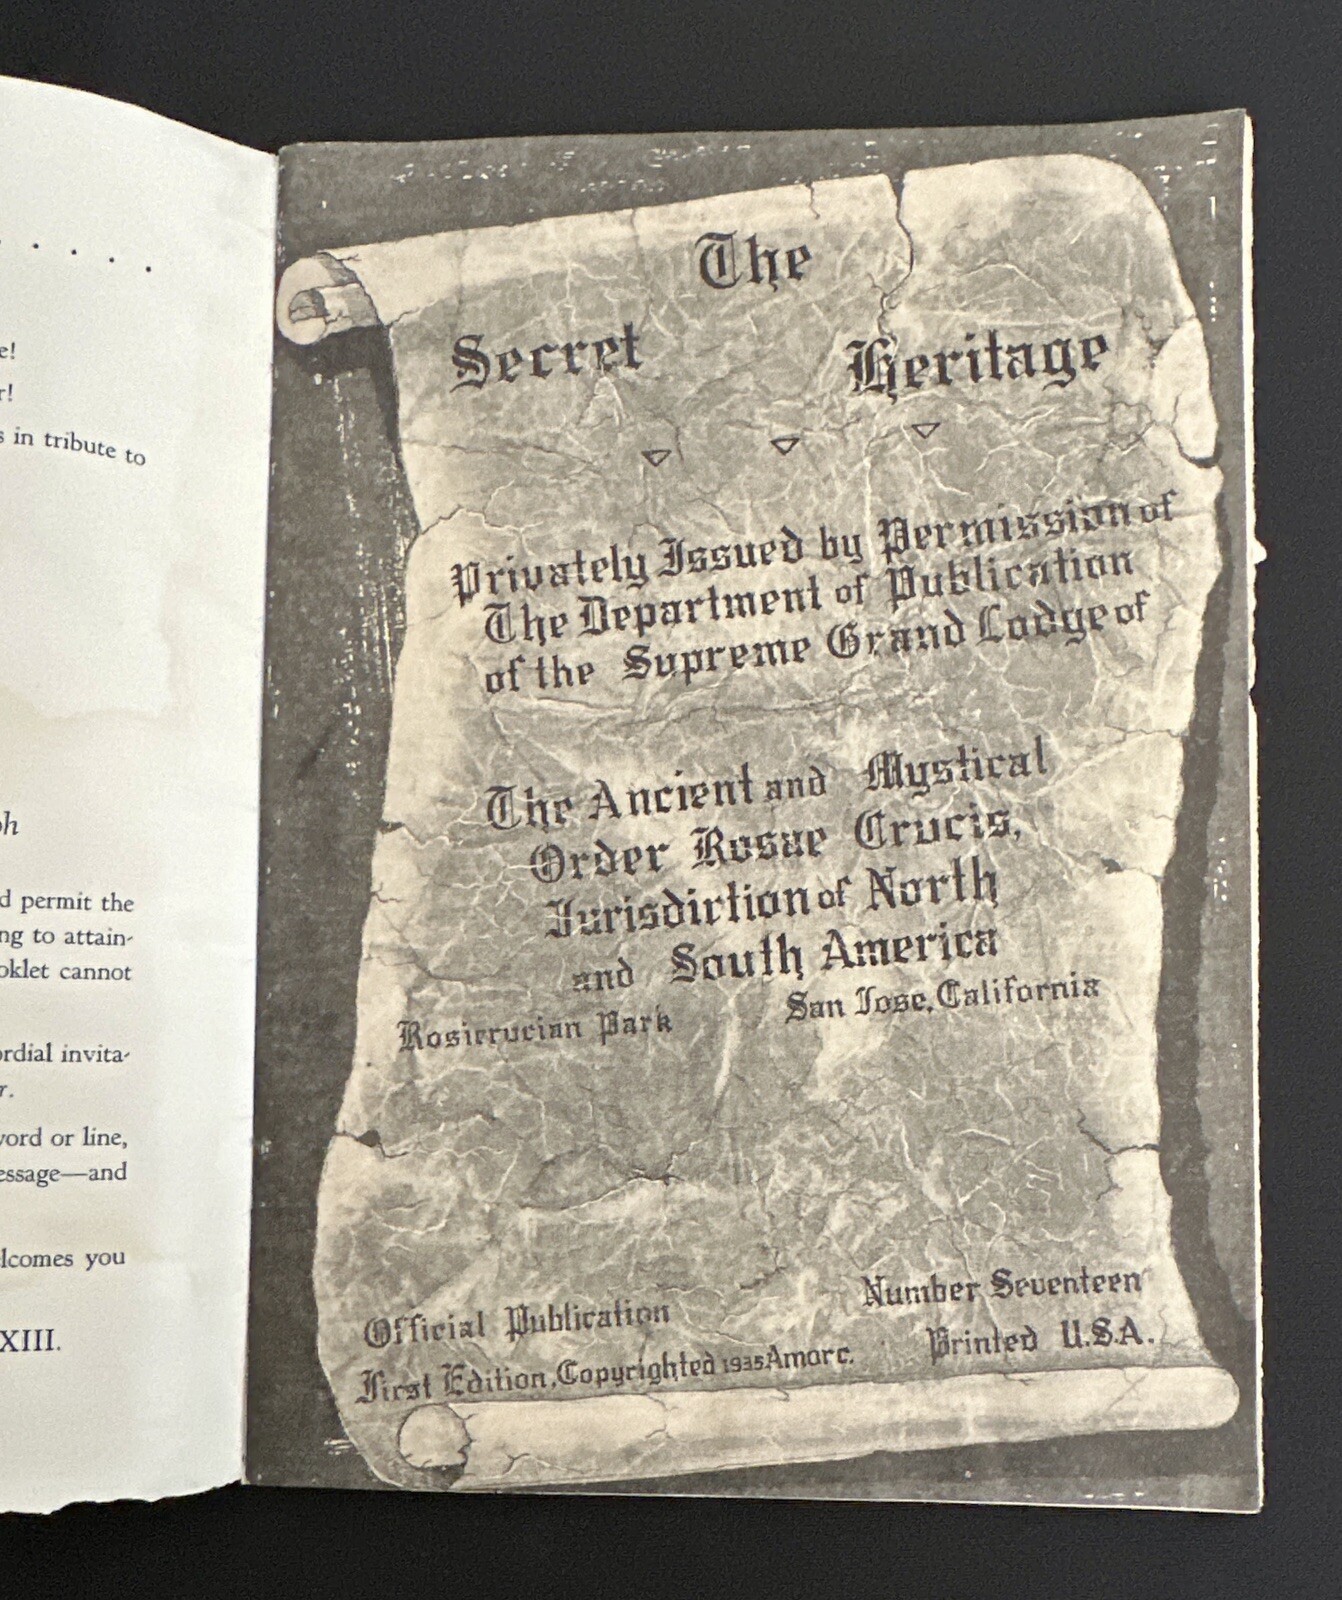 . . . . .
e!
r!
s in tribute to
ph
d permit the
ng to attain-
oklet cannot
ordial invita-
r.
word or line,
essage—and
elcomes you
XIII.
The
Secret Heritage
Privately Issued by Permission of
The Department of Publication
of the Supreme Grand Lodge of
The Ancient and Mystical
Order Rosae Crucis,
Jurisdiction of North
and South America
Rosicrucian Park San Jose, California
Official Publication Number Seventeen
First Edition, Copyrighted 1935 Amorc. Printed U.S.A.